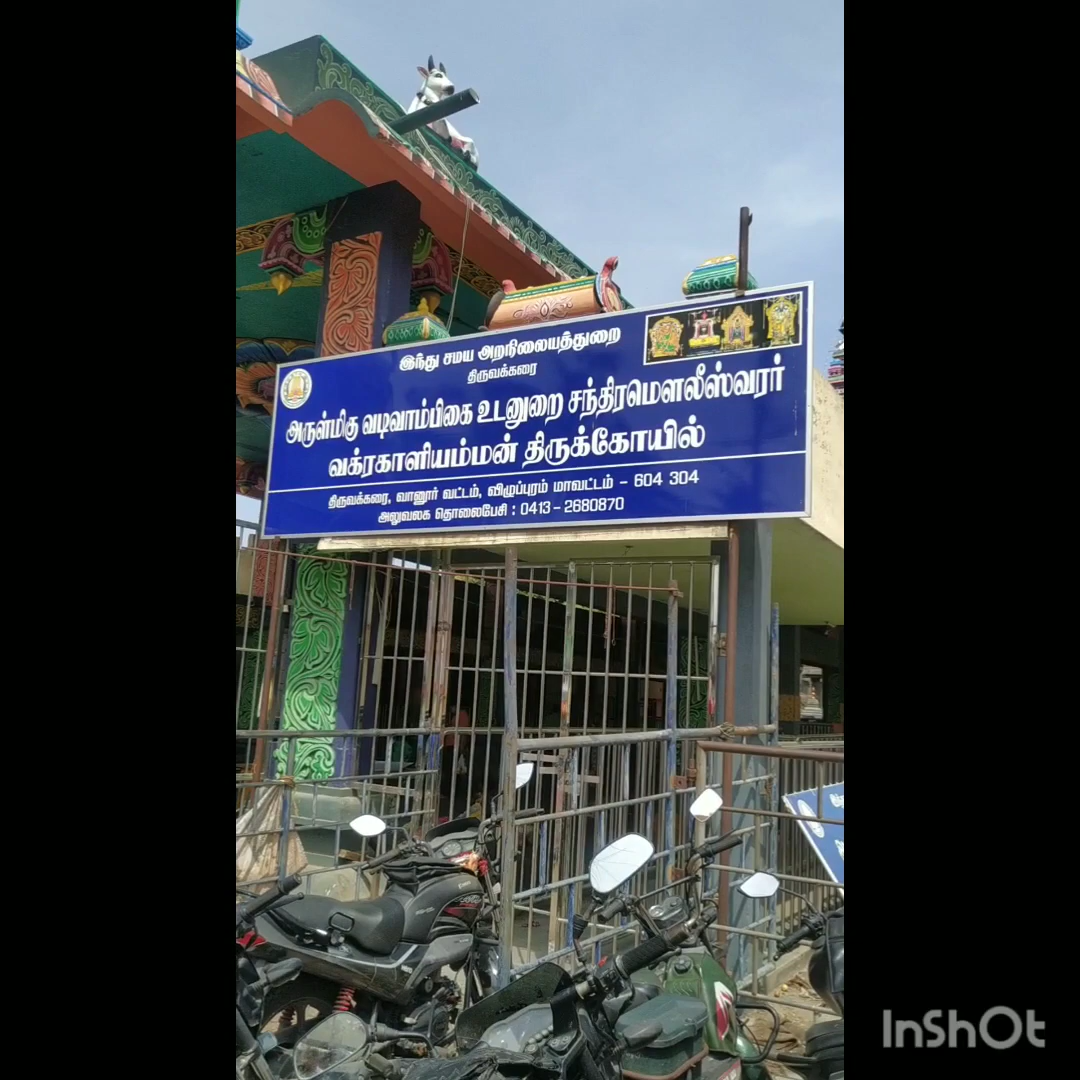 இந்து சமய அறநிலையத்துறை
திருவக்கரை
அருள்மிகு வடிவாம்பிகை உடனுறை சந்திரமௌலீஸ்வரர்
வக்ரகாளியம்மன் திருக்கோயில்
திருவக்கரை, வானூர் வட்டம், விழுப்புரம் மாவட்டம் - 604 304
அலுவலக தொலைபேசி : 0413 - 2680870
InShOt